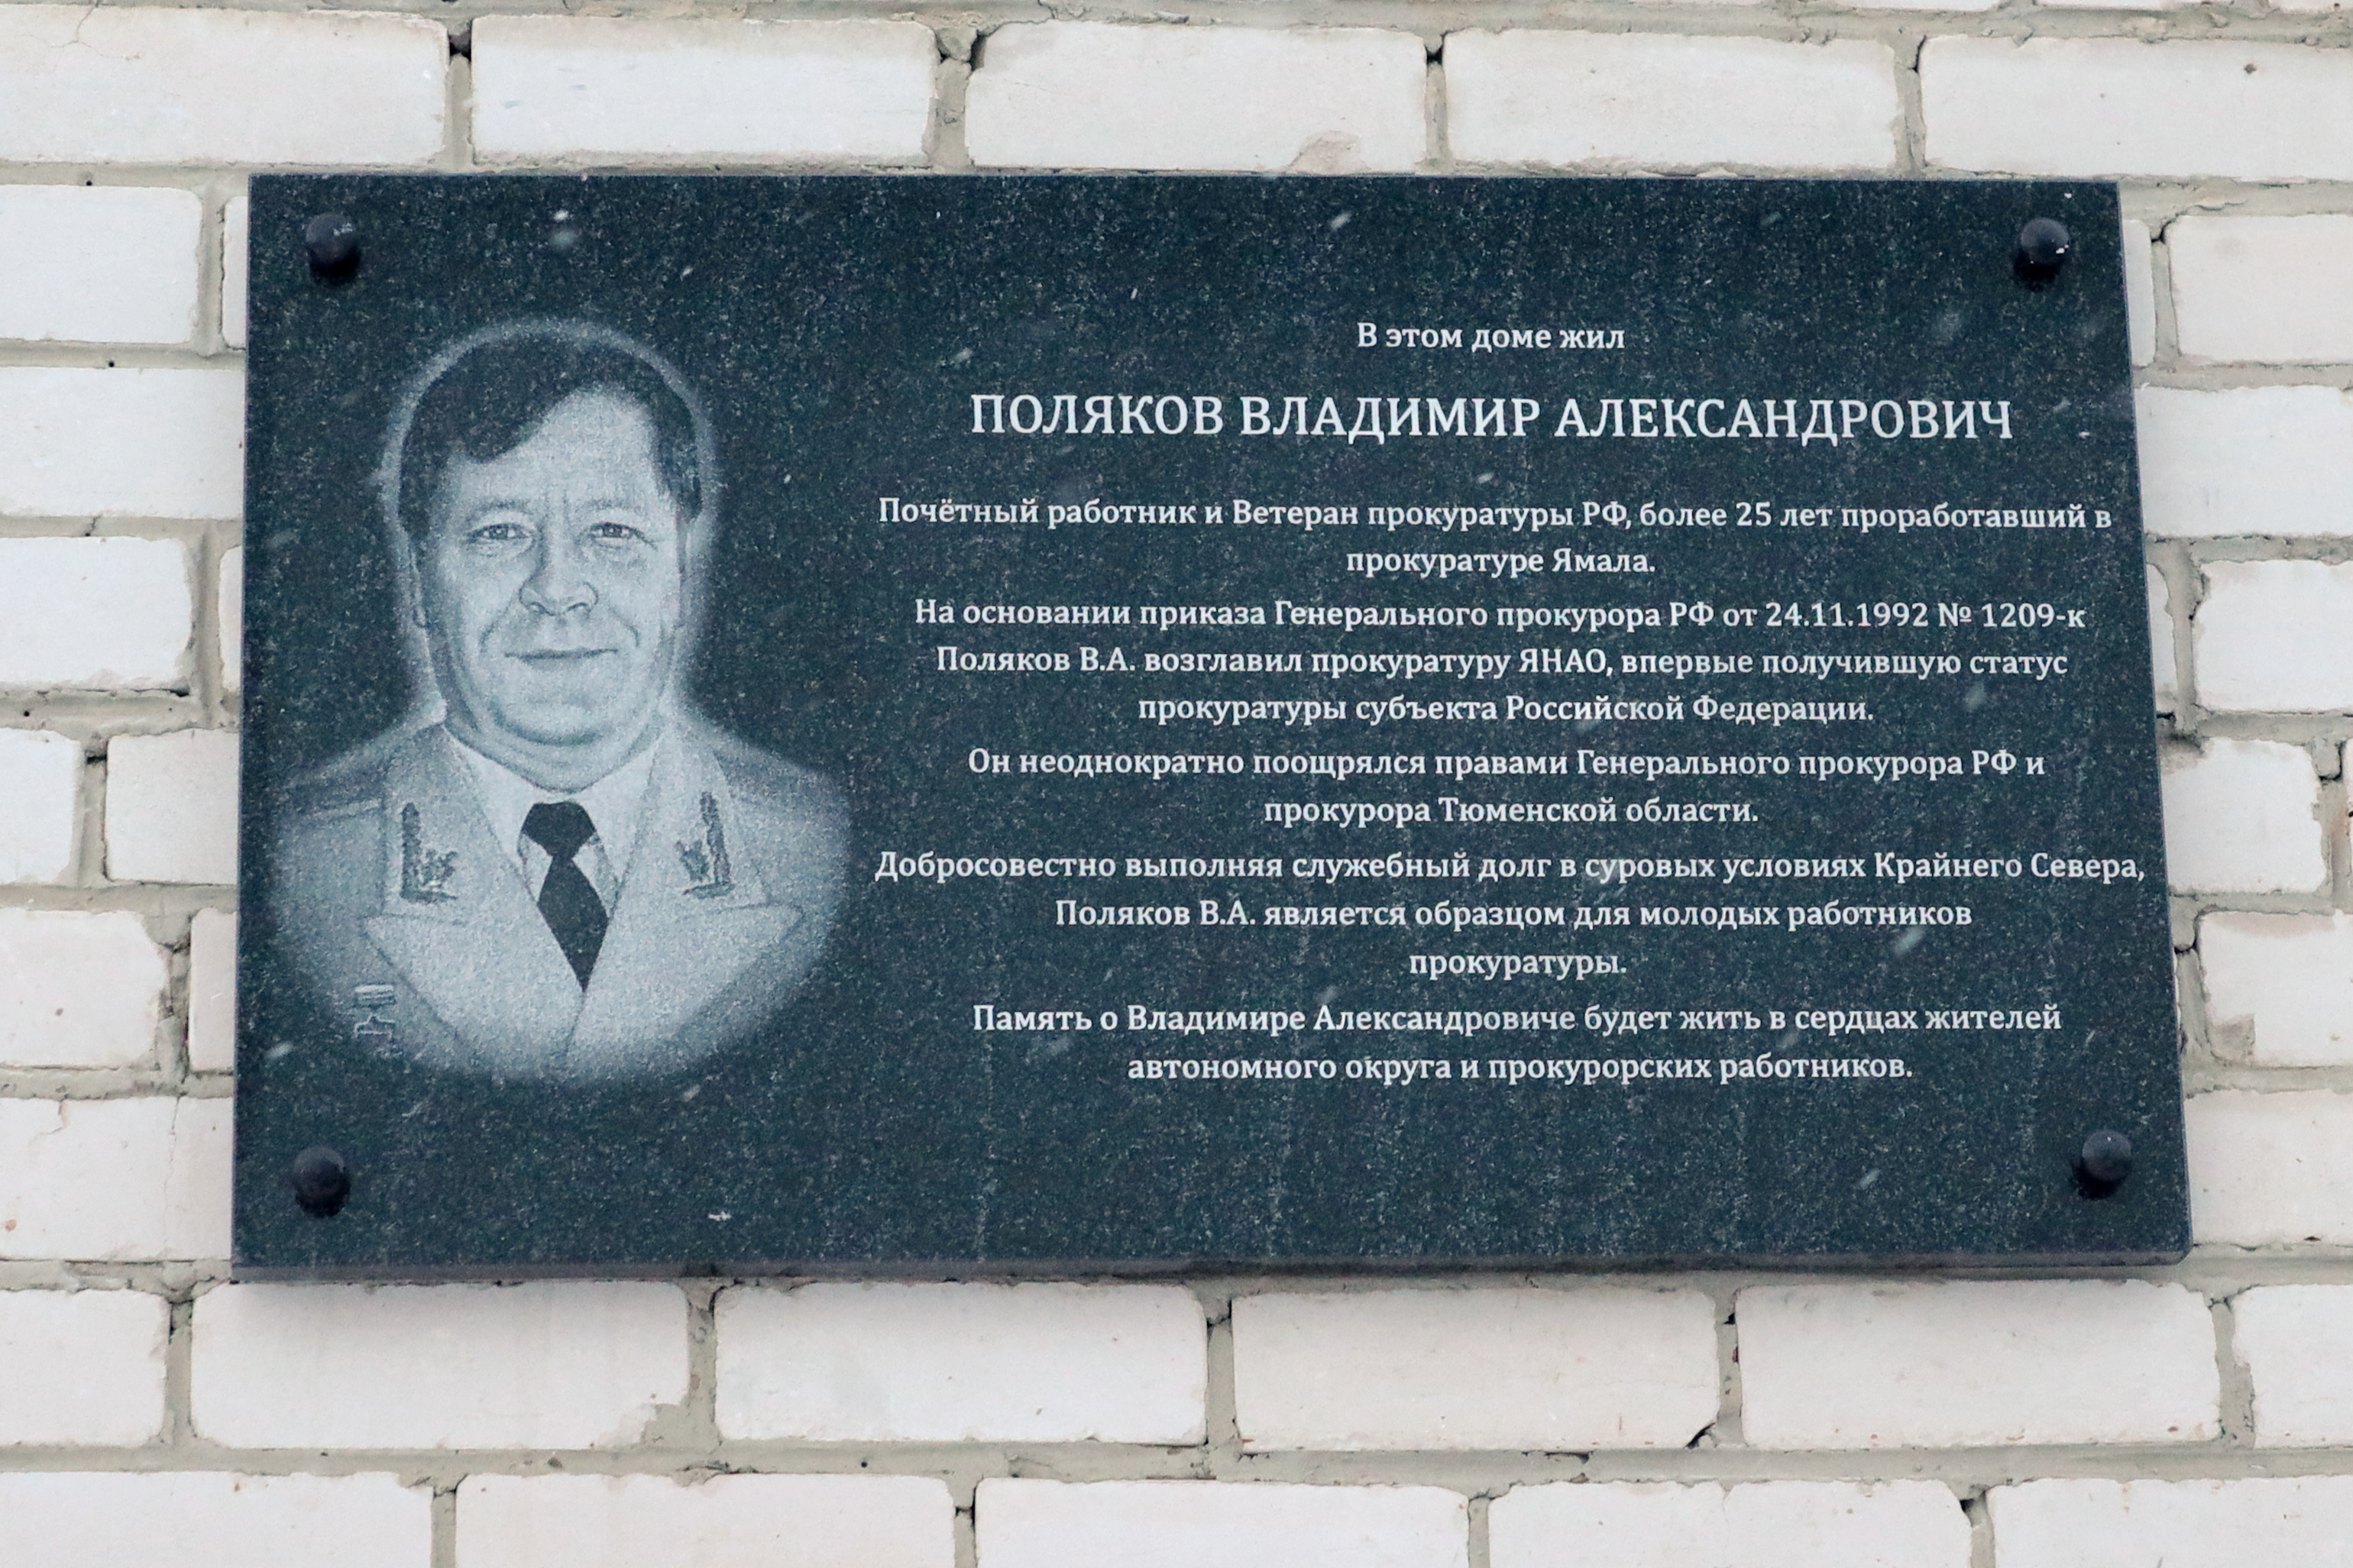 В этом доме жил
ПОЛЯКОВ ВЛАДИМИР АЛЕКСАНДРОВИЧ
Почётный работник и Ветеран прокуратуры РФ, более 25 лет проработавший в
прокуратуре Ямала.
На основании приказа Генерального прокурора РФ от 24.11.1992 № 1209-к
Поляков В.А. возглавил прокуратуру ЯНАО, впервые получившую статус
прокуратуры субъекта Российской Федерации.
Он неоднократно поощрялся правами Генерального прокурора РФ и
прокурора Тюменской области.
Добросовестно выполняя служебный долг в суровых условиях Крайнего Севера,
Поляков В.А. является образцом для молодых работников
прокуратуры.
Память о Владимире Александровиче будет жить в сердцах жителей
автономного округа и прокурорских работников.